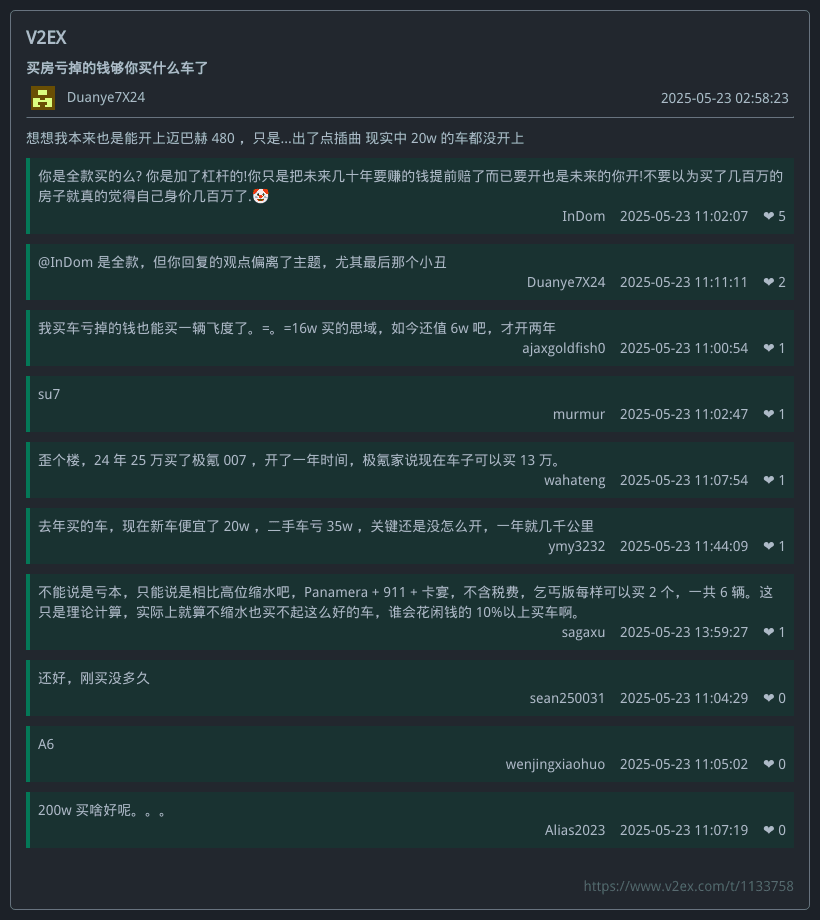 V2EX
买房亏掉的钱够你买什么车了
Duanye7X24
2025-05-23 02:58:23
想想我本来也是能开上迈巴赫 480 ，只是...出了点插曲 现实中 20w 的车都没开上
你是全款买的么? 你是加了杠杆的!你只是把未来几十年要赚的钱提前赔了而已要开也是未来的你开!不要以为买了几百万的
房子就真的觉得自己身价几百万了.🤡
InDom 2025-05-23 11:02:07 ❤ 5
@InDom 是全款，但你回复的观点偏离了主题，尤其最后那个小丑
Duanye7X24 2025-05-23 11:11:11 ❤ 2
我买车亏掉的钱也能买一辆飞度了。=。=16w 买的思域，如今还值 6w 吧，才开两年
ajaxgoldfish0 2025-05-23 11:00:54 ❤ 1
su7
murmur 2025-05-23 11:02:47 ❤ 1
歪个楼，24 年 25 万买了极氪 007 ，开了一年时间，极氪家说现在车子可以买 13 万。
wahateng 2025-05-23 11:07:54 ❤ 1
去年买的车，现在新车便宜了 20w ，二手车亏 35w ，关键还是没怎么开，一年就几千公里
ymy3232 2025-05-23 11:44:09 ❤ 1
不能说是亏本，只能说是相比高位缩水吧，Panamera + 911 + 卡宴，不含税费，乞丐版每样可以买 2 个，一共 6 辆。这
只是理论计算，实际上就算不缩水也买不起这么好的车，谁会花闲钱的 10%以上买车啊。
sagaxu 2025-05-23 13:59:27 ❤ 1
还好，刚买没多久
sean250031 2025-05-23 11:04:29 ❤ 0
A6
wenjingxiaohuo 2025-05-23 11:05:02 ❤ 0
200w 买啥好呢。。。
Alias2023 2025-05-23 11:07:19 ❤ 0
https://www.v2ex.com/t/1133758